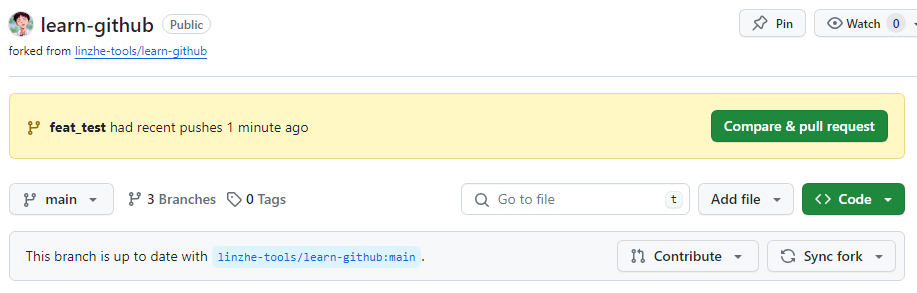 learn-github Public
Pin
Watch 0
forked from linzhe-tools/learn-github
feat_test had recent pushes 1 minute ago
Compare & pull request
main
3 Branches
0 Tags
Go to file
t
Add file
Code
This branch is up to date with linzhe-tools/learn-github:main .
Contribute
Sync fork